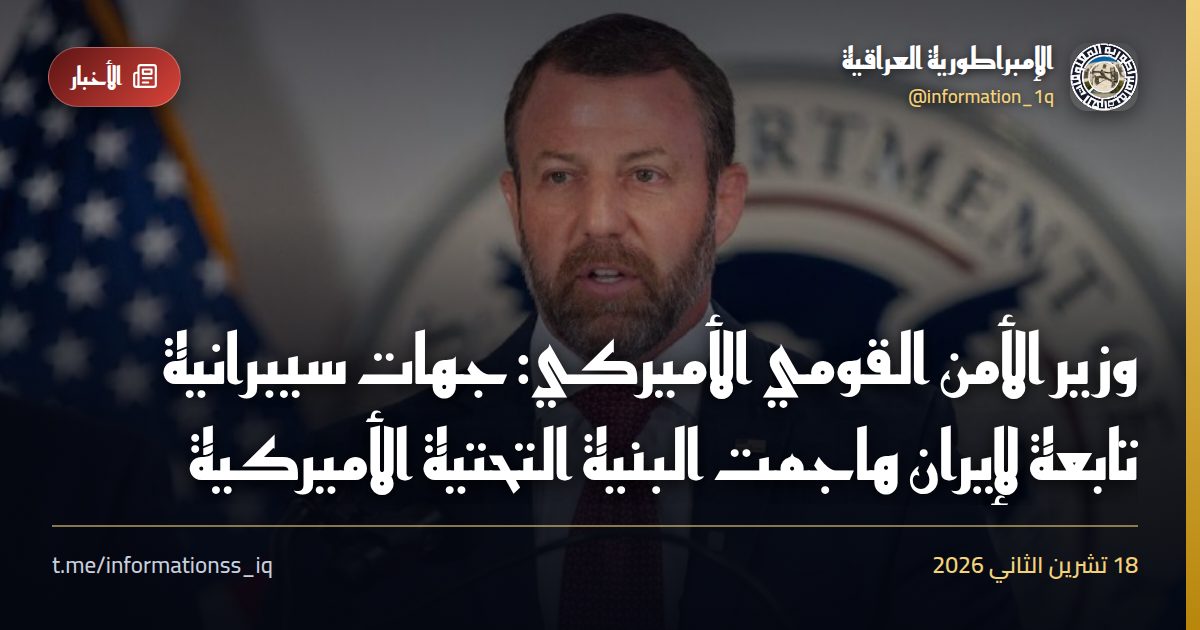 الإمبراطورية العراقية
@information_1q
الأخبار
RTMENT
وزير الأمن القومي الأميركي: جهات سيبرانية
تابعة لإيران هاجمت البنية التحتية الأميركية
18 تشرين الثاني 2026
t.me/informationss_iq